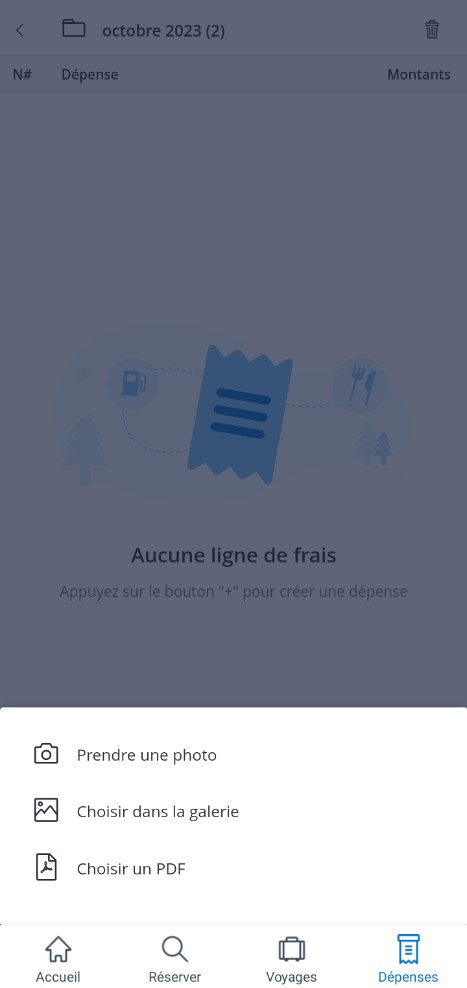 octobre 2023 (2)
N# Dépense Montants
Aucune ligne de frais
Appuyez sur le bouton "+" pour créer une dépense
Prendre une photo
Choisir dans la galerie
Choisir un PDF
Accueil Réserver Voyages Dépenses